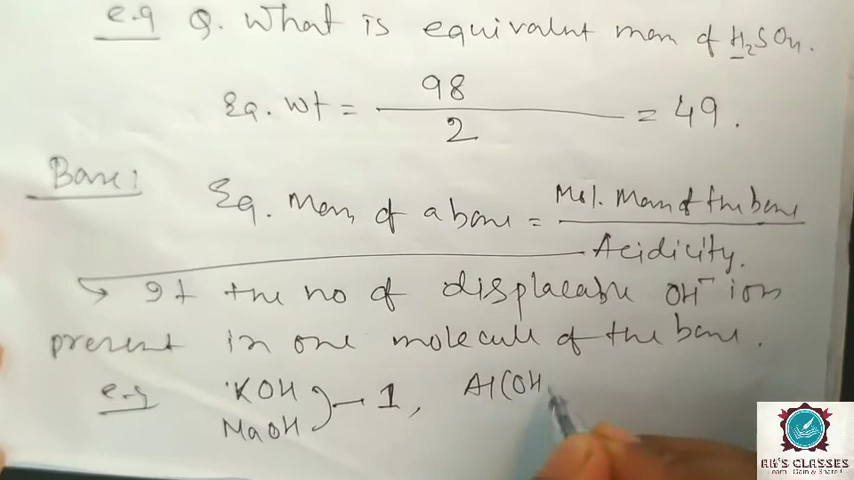 e.g Q. What is equivalent mass of H₂SO₄.
Eq. wt = 98 / 2 = 49.
Base:
Eq. Mass of a base = Mol. Mass of the base / Acidicity.
→ It the no of displacable OH⁻ ion
present in one molecule of the base.
e.g KOH
NaOH } — 1, Al(OH
RK'S CLASSES